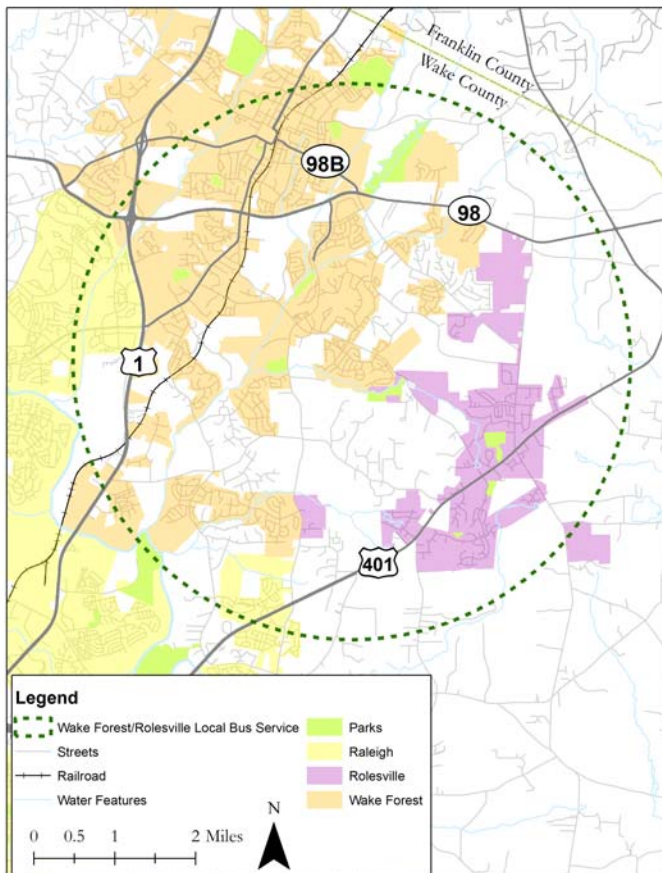 Franklin County
Wake County
98B
98
1
401
Legend
Wake Forest/Rolesville Local Bus Service
Streets
Railroad
Water Features
Parks
Raleigh
Rolesville
Wake Forest
N
0 0.5 1 2 Miles